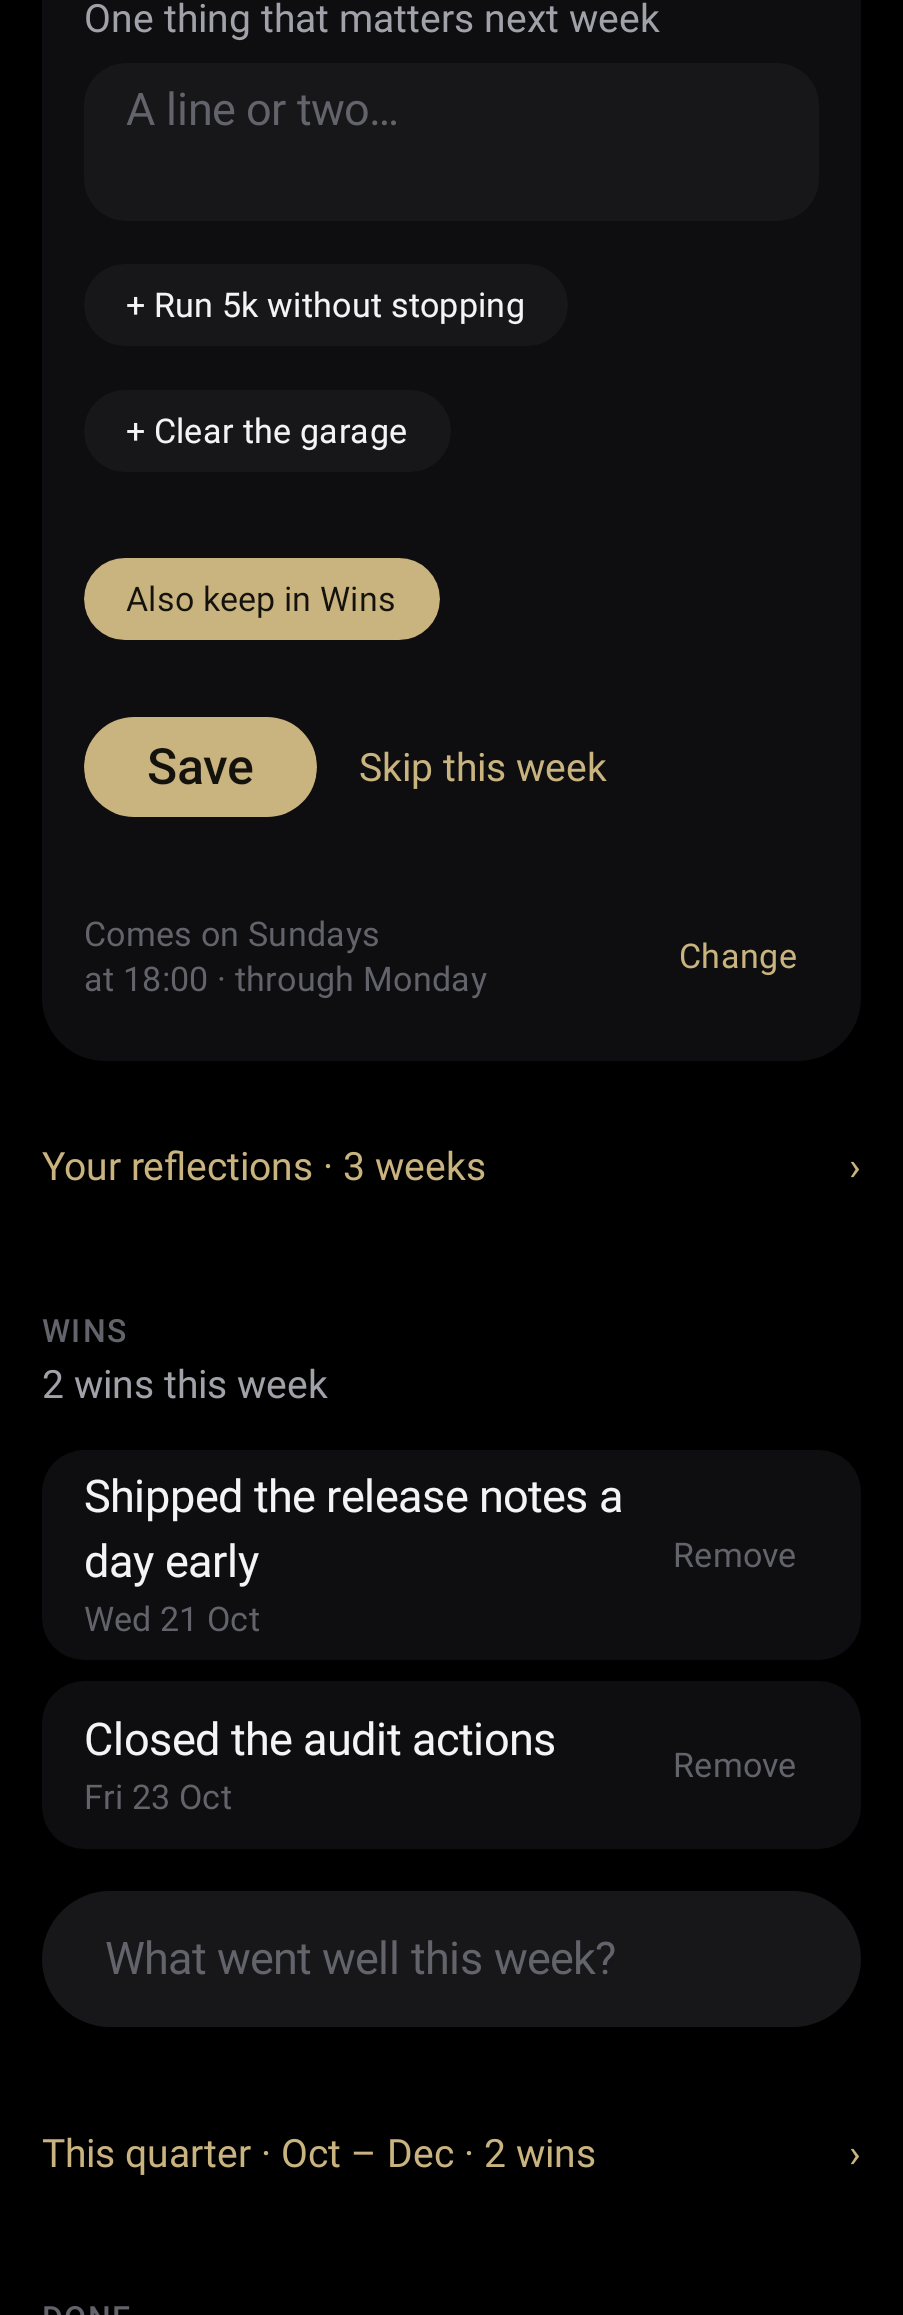 One thing that matters next week
A line or two...
+ Run 5k without stopping
+ Clear the garage
Also keep in Wins
Save
Skip this week
Comes on Sundays
at 18:00 · through Monday
Change
Your reflections · 3 weeks
›
WINS
2 wins this week
Shipped the release notes a
day early
Wed 21 Oct
Remove
Closed the audit actions
Fri 23 Oct
Remove
What went well this week?
This quarter · Oct – Dec · 2 wins
›
DONE